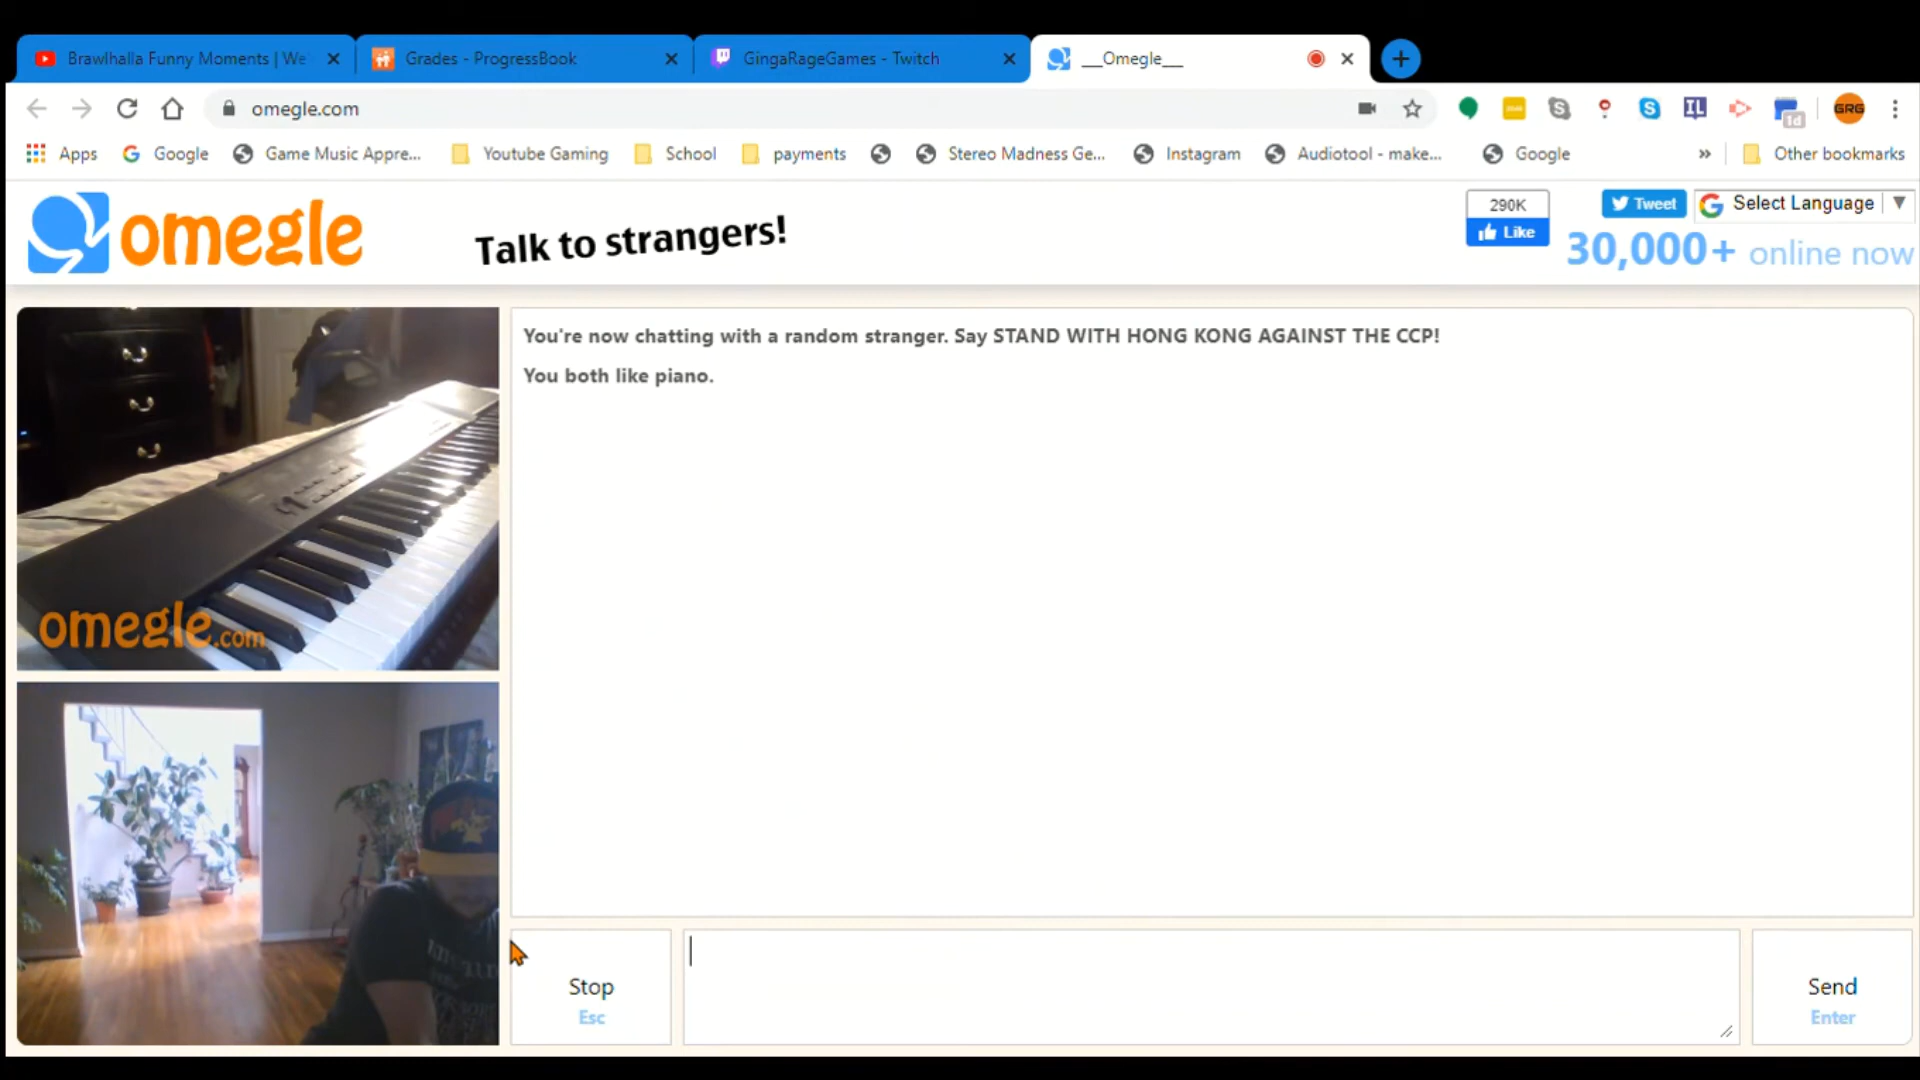 Brawlhalla Funny Moments | We
Grades - ProgressBook
GingaRageGames - Twitch
__Omegle__
omegle.com
GRG
IL
1d
Apps
Google
Game Music Appre...
Youtube Gaming
School
payments
Stereo Madness Ge...
Instagram
Audiotool - make...
Google
»
Other bookmarks
omegle
Talk to strangers!
290K
Like
Tweet
Select Language
30,000+ online now
You're now chatting with a random stranger. Say STAND WITH HONG KONG AGAINST THE CCP!
You both like piano.
omegle.com
Stop
Esc
Send
Enter